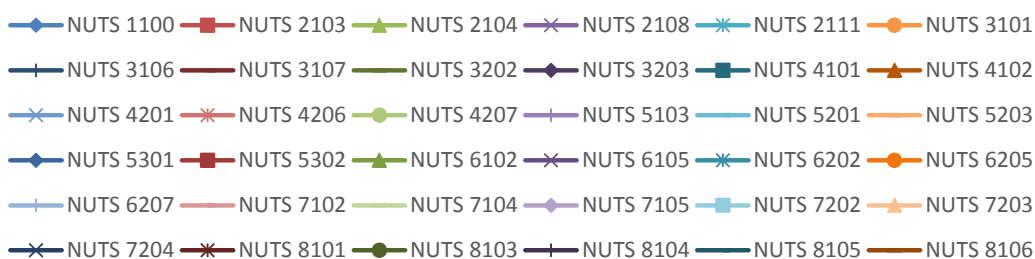 NUTS 1100 NUTS 2103 NUTS 2104 NUTS 2108 NUTS 2111 NUTS 3101
NUTS 3106 NUTS 3107 NUTS 3202 NUTS 3203 NUTS 4101 NUTS 4102
NUTS 4201 NUTS 4206 NUTS 4207 NUTS 5103 NUTS 5201 NUTS 5203
NUTS 5301 NUTS 5302 NUTS 6102 NUTS 6105 NUTS 6202 NUTS 6205
NUTS 6207 NUTS 7102 NUTS 7104 NUTS 7105 NUTS 7202 NUTS 7203
NUTS 7204 NUTS 8101 NUTS 8103 NUTS 8104 NUTS 8105 NUTS 8106